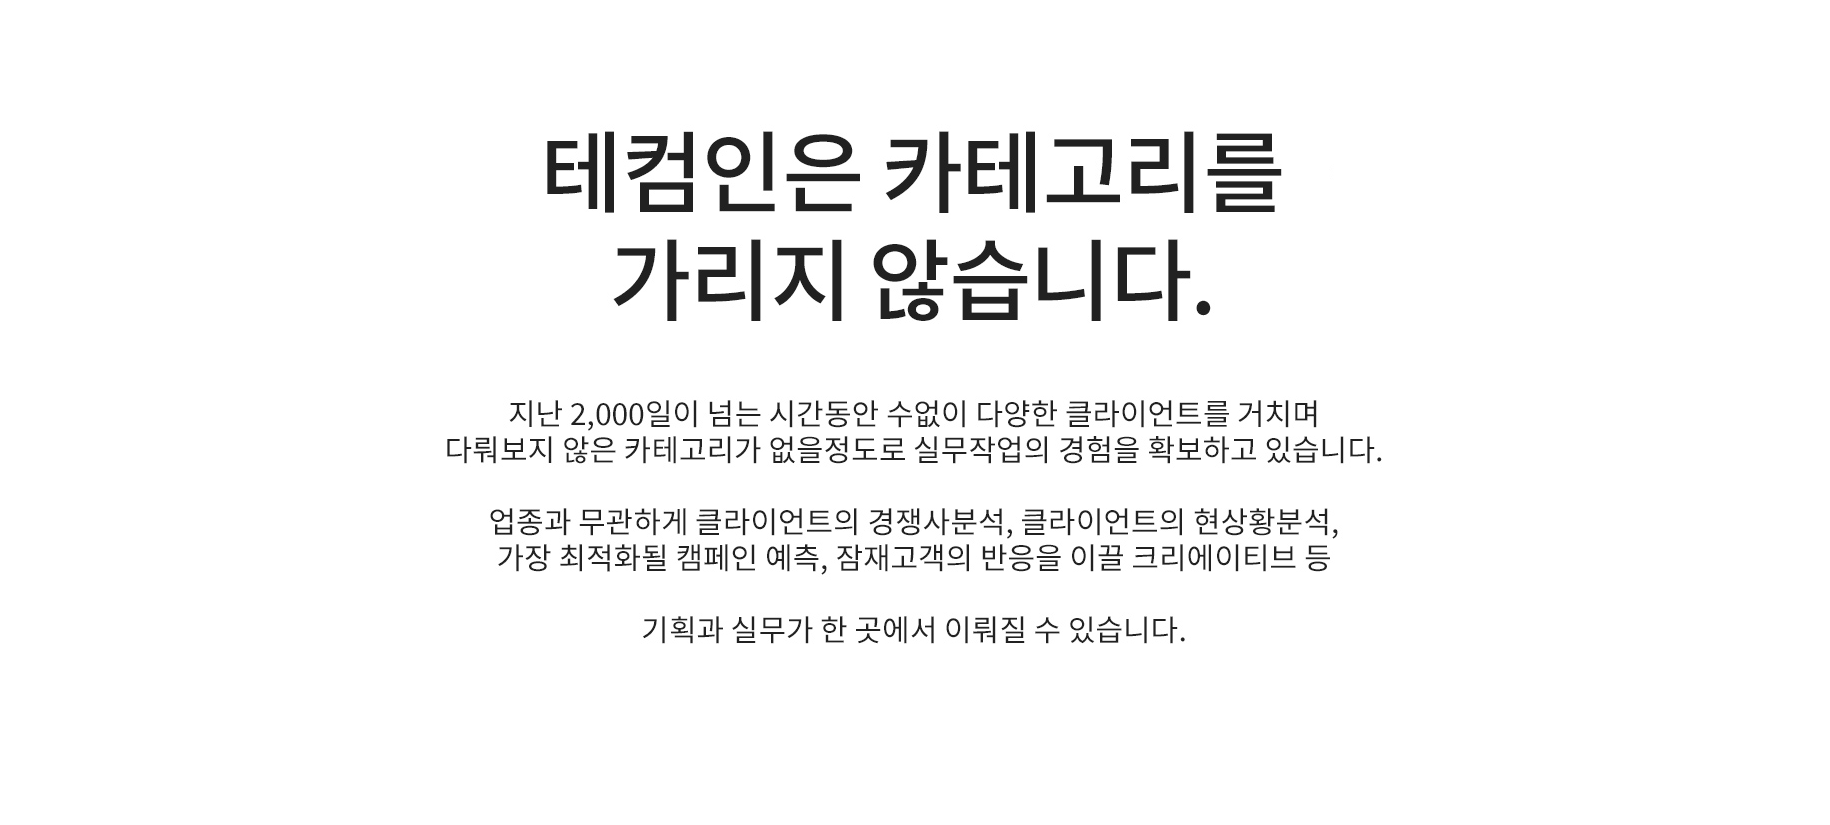 테컴인은 카테고리를
가리지 않습니다.
지난 2,000일이 넘는 시간동안 수없이 다양한 클라이언트를 거치며
다뤄보지 않은 카테고리가 없을정도로 실무작업의 경험을 확보하고 있습니다.
업종과 무관하게 클라이언트의 경쟁사분석, 클라이언트의 현상황분석,
가장 최적화될 캠페인 예측, 잠재고객의 반응을 이끌 크리에이티브 등
기획과 실무가 한 곳에서 이뤄질 수 있습니다.